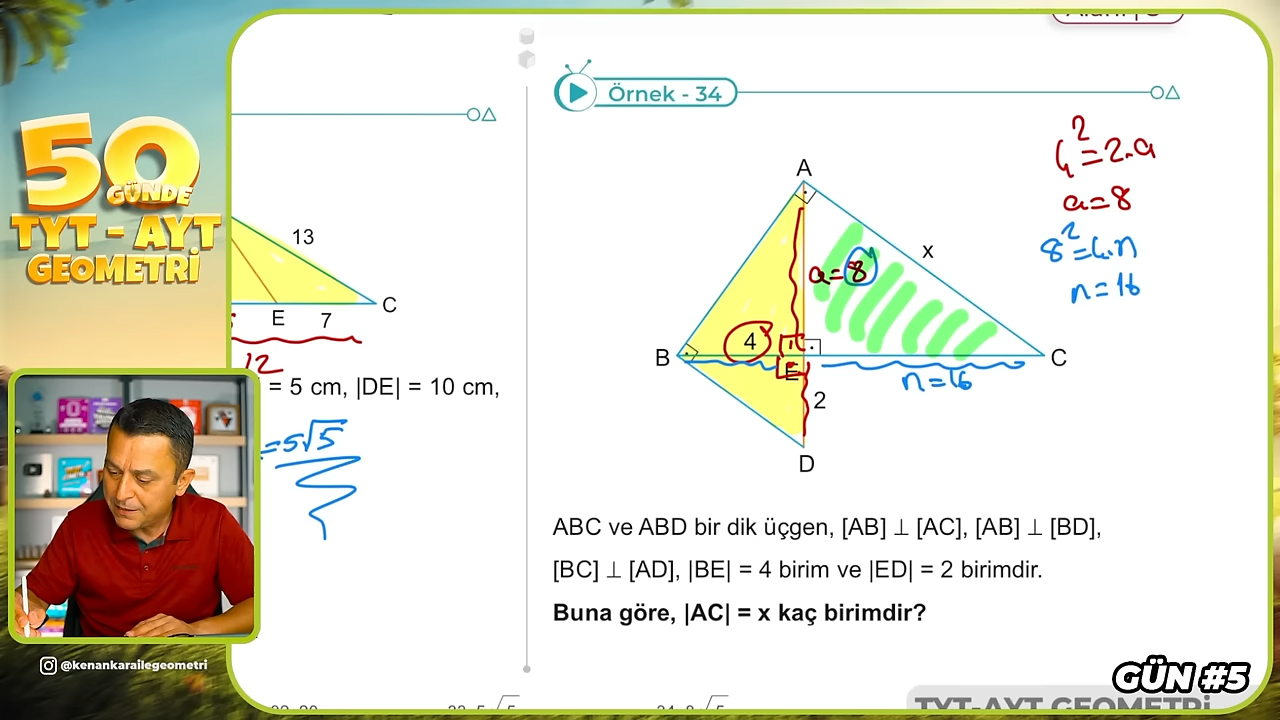 50
GÜNDE
TYT - AYT
GEOMETRİ
13
E
7
C
12
= 5 cm, |DE| = 10 cm,
=5√5
@kenankarailegeometri
Örnek - 34
4²=2.a
a=8
8²=4.n
n=16
A
x
a=8
B
4
E
C
n=16
2
D
ABC ve ABD bir dik üçgen, [AB] ⊥ [AC], [AB] ⊥ [BD],
[BC] ⊥ [AD], |BE| = 4 birim ve |ED| = 2 birimdir.
Buna göre, |AC| = x kaç birimdir?
GÜN #5
TYT-AYT GEOMETRİ